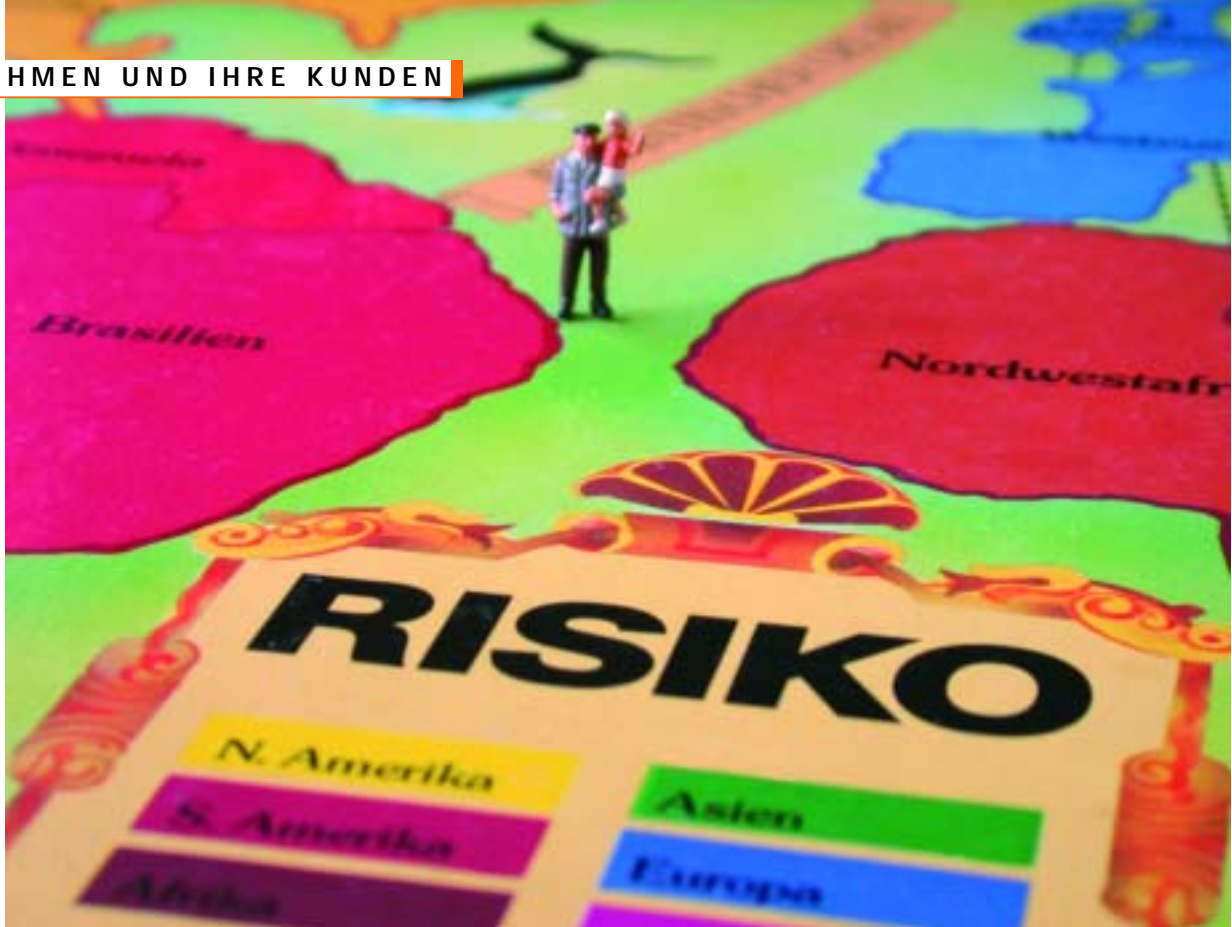 HMEN UND IHRE KUNDEN
Brasilien
Nordwestafr
RISIKO
N. Amerika
Asien
S. Amerika
Europa
Afrika